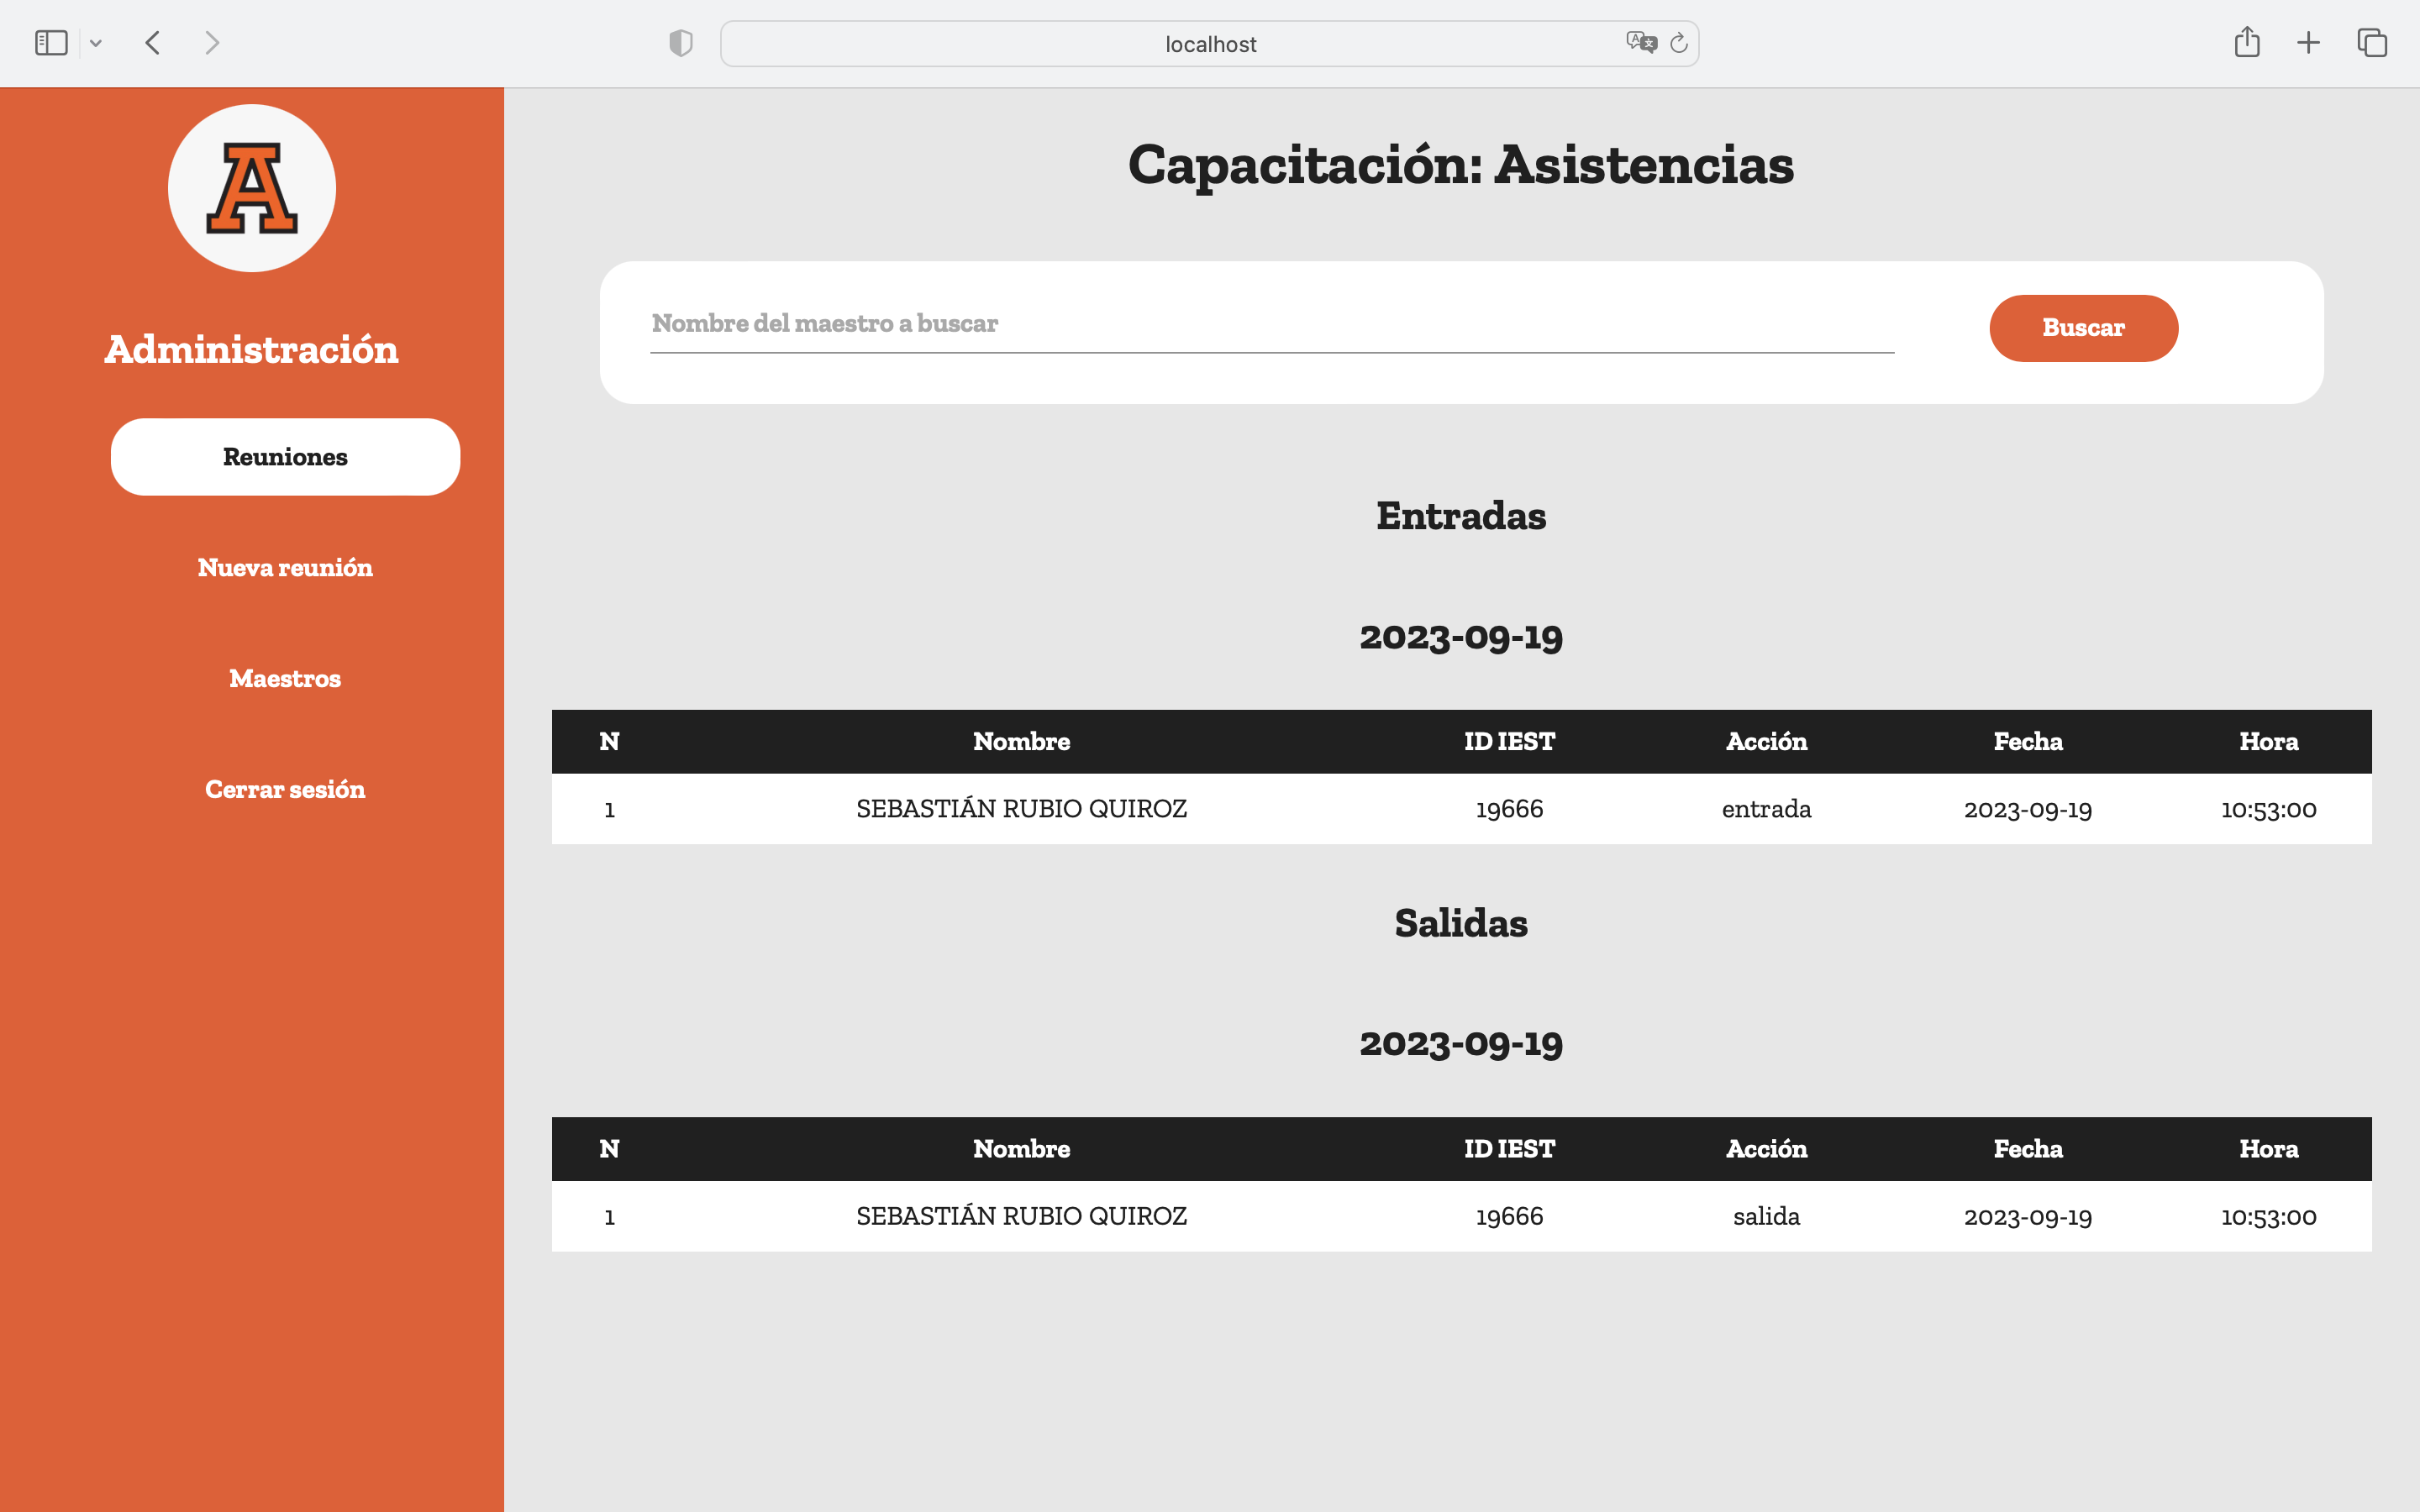 localhost
A
Administración
Reuniones
Nueva reunión
Maestros
Cerrar sesión
Capacitación: Asistencias
Nombre del maestro a buscar
Buscar
Entradas
2023-09-19
N Nombre ID IEST Acción Fecha Hora
1 SEBASTIÁN RUBIO QUIROZ 19666 entrada 2023-09-19 10:53:00
Salidas
2023-09-19
N Nombre ID IEST Acción Fecha Hora
1 SEBASTIÁN RUBIO QUIROZ 19666 salida 2023-09-19 10:53:00